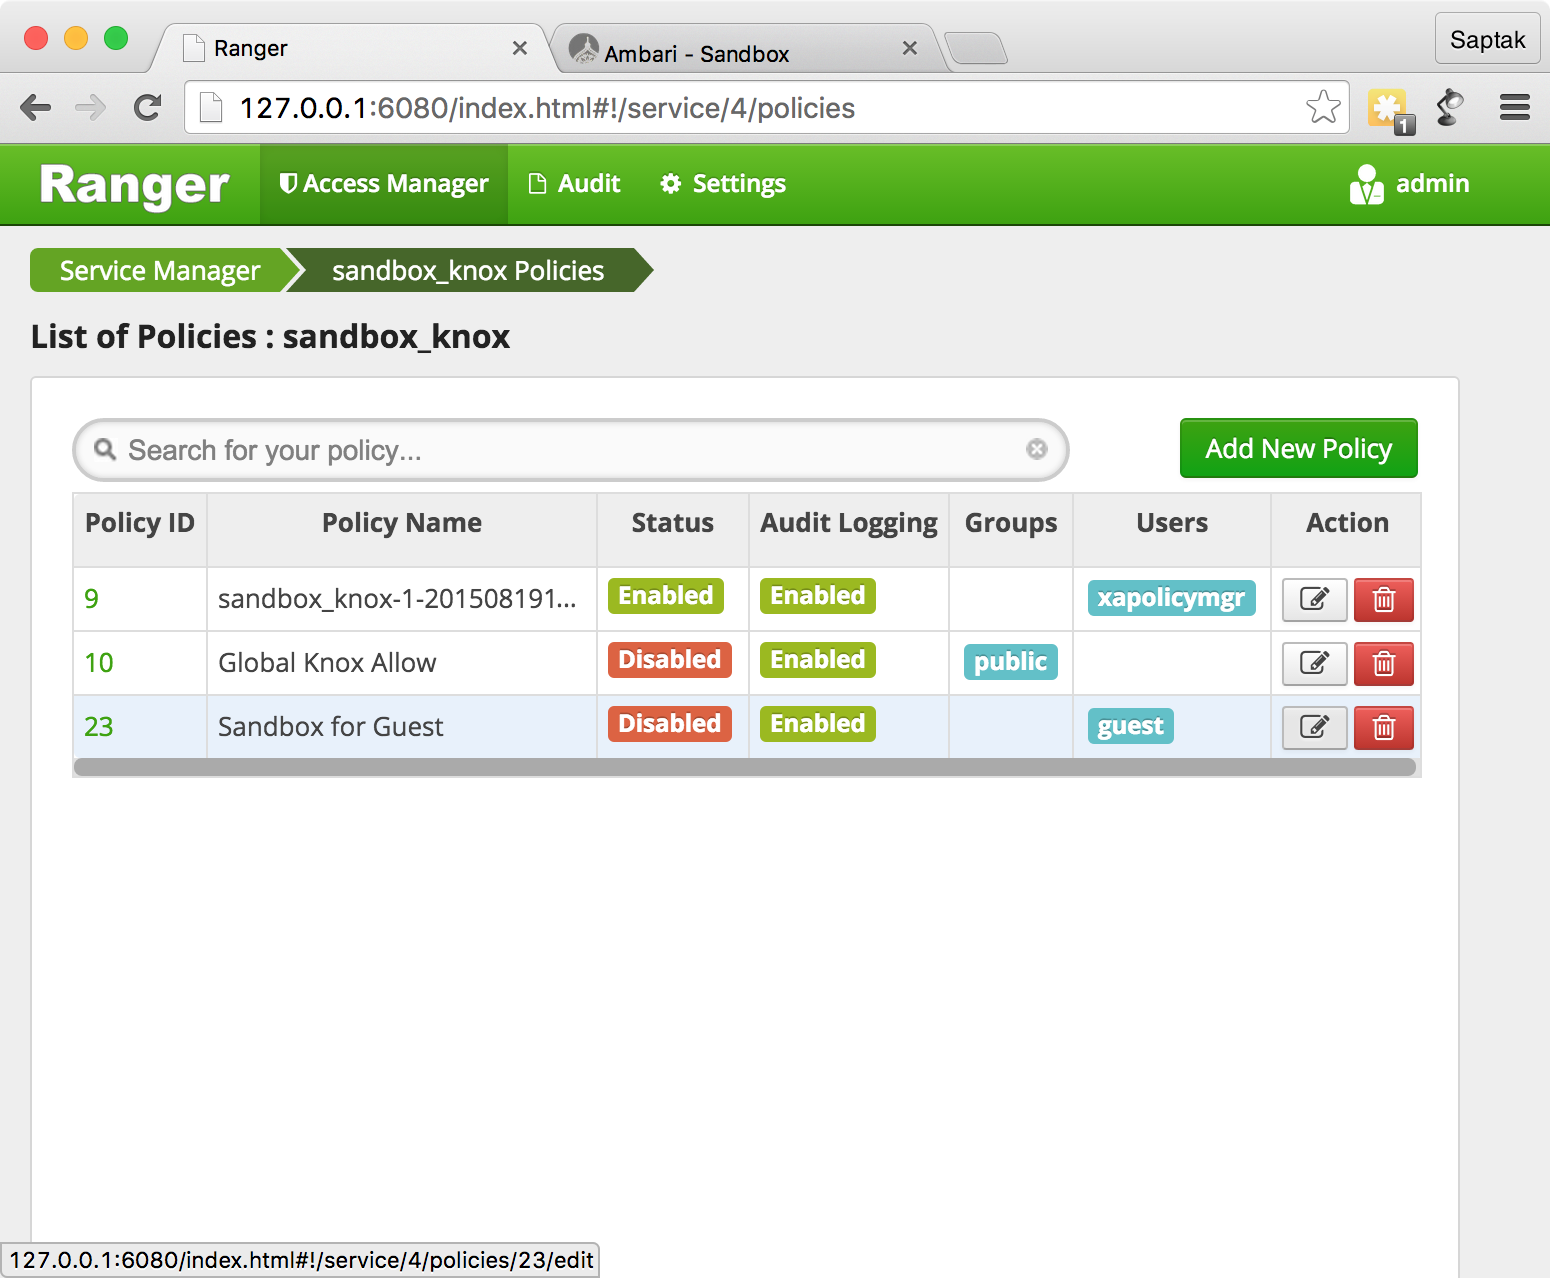 Ranger
Ambari - Sandbox
Saptak
127.0.0.1:6080/index.html#!/service/4/policies
1
Ranger Access Manager Audit Settings admin
Service Manager sandbox_knox Policies
List of Policies : sandbox_knox
Search for your policy... Add New Policy
Policy ID Policy Name Status Audit Logging Groups Users Action
9 sandbox_knox-1-201508191... Enabled Enabled xapolicymgr
10 Global Knox Allow Disabled Enabled public
23 Sandbox for Guest Disabled Enabled guest
127.0.0.1:6080/index.html#!/service/4/policies/23/edit